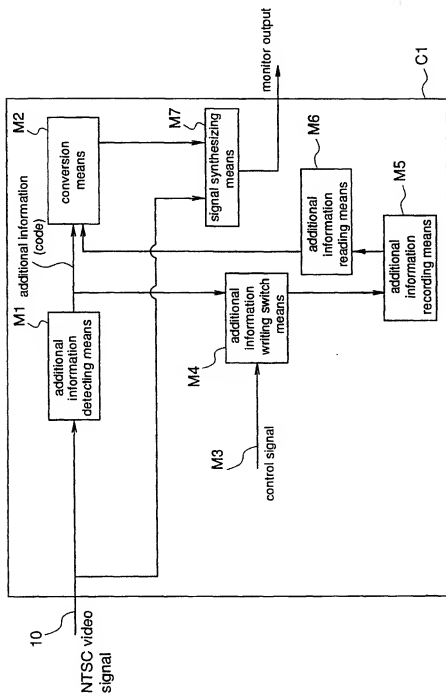 10
NTSC video
signal
M1
additional
information
detecting means
additional information
(code)
M2
conversion
means
M7
signal synthesizing
means
monitor output
M3
control signal
M4
additional
information
writing switch
means
M6
additional
information
reading means
M5
additional
information
recording means
C1